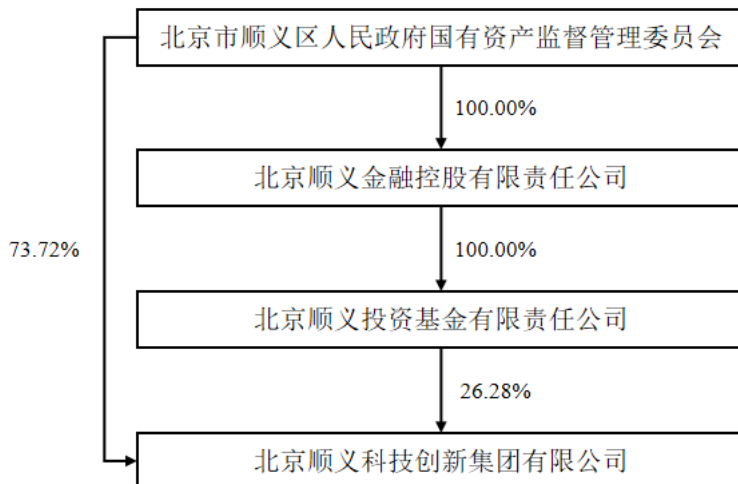 北京市顺义区人民政府国有资产监督管理委员会
100.00%
北京顺义金融控股有限责任公司
73.72%
100.00%
北京顺义投资基金有限责任公司
26.28%
北京顺义科技创新集团有限公司